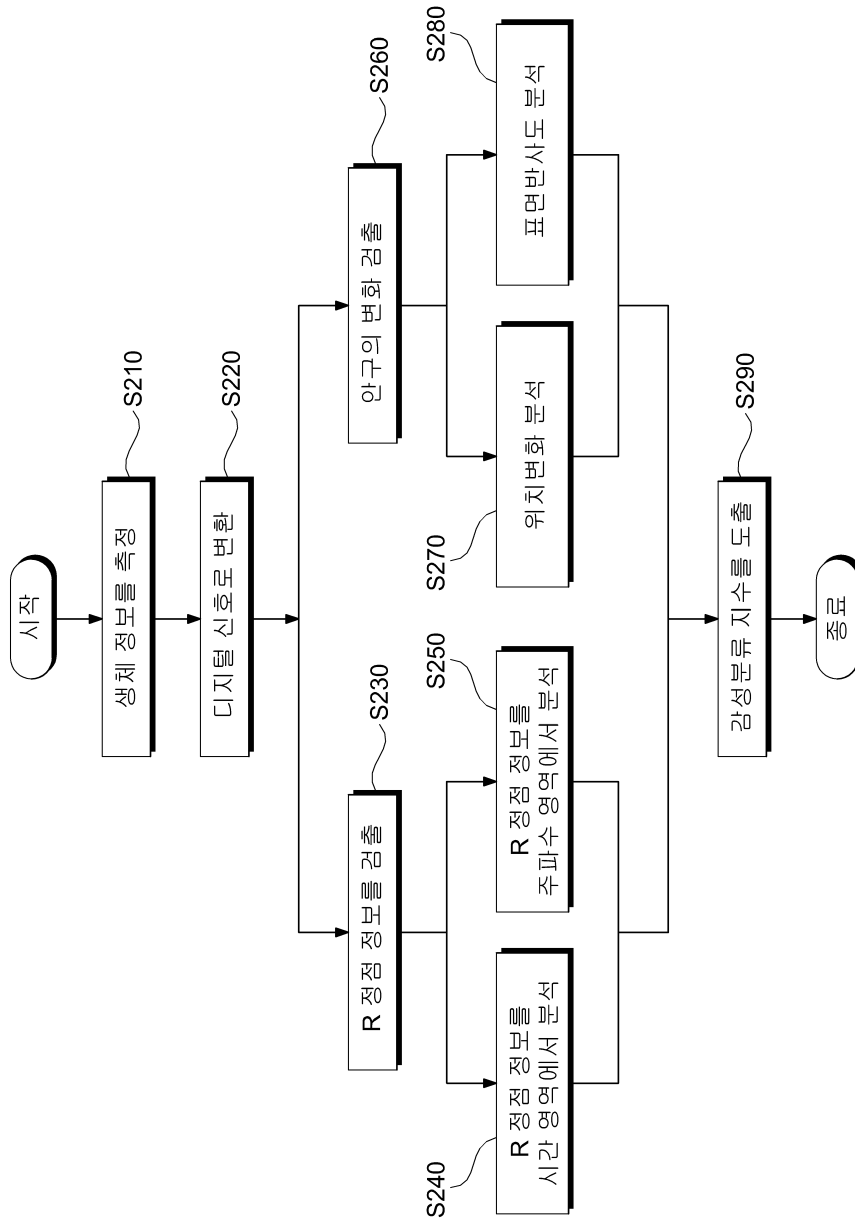 시작
생체 정보를 측정
S210
디지털 신호로 변환
S220
R 정점 정보를 검출
S230
안구의 변화 검출
S260
R 정점 정보를
시간 영역에서 분석
S240
R 정점 정보를
주파수 영역에서 분석
S250
위치변화 분석
S270
표면반사도 분석
S280
감성분류 지수를 도출
S290
종료